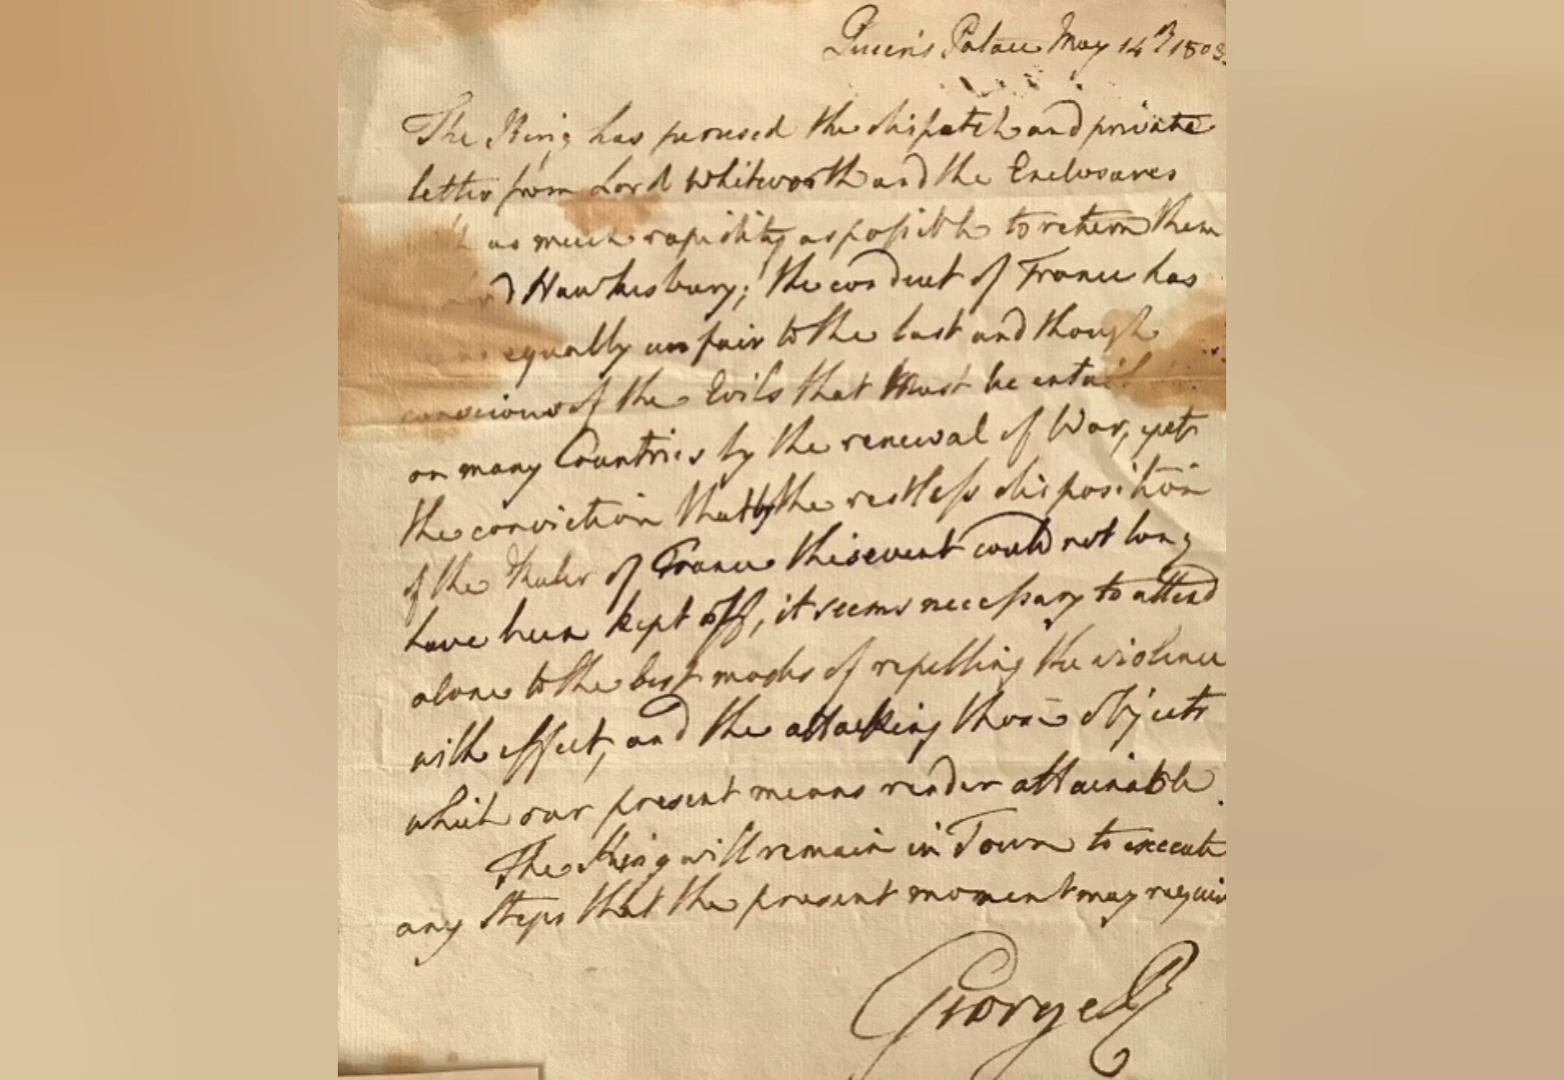 Queen's Palace May 14th 1803.
The King has perused the dispatch and private
letter from Lord Whitworth and the Enclosures
as much rapidity as possible to return them
Hawkesbury; the conduct of France has
equally unfair to the last and though
conscious of the Evils that must be entail
on many Countries by the renewal of War, yet
the conviction that by the restless disposition
of the Ruler of France this event could not long
have been kept off, it seems necessary to attend
alone to the best modes of repelling the violence
with effect, and the attacking those objects
which our present means render attainable.
The King will remain in Town to execute
any Steps that the present moment may require
George R